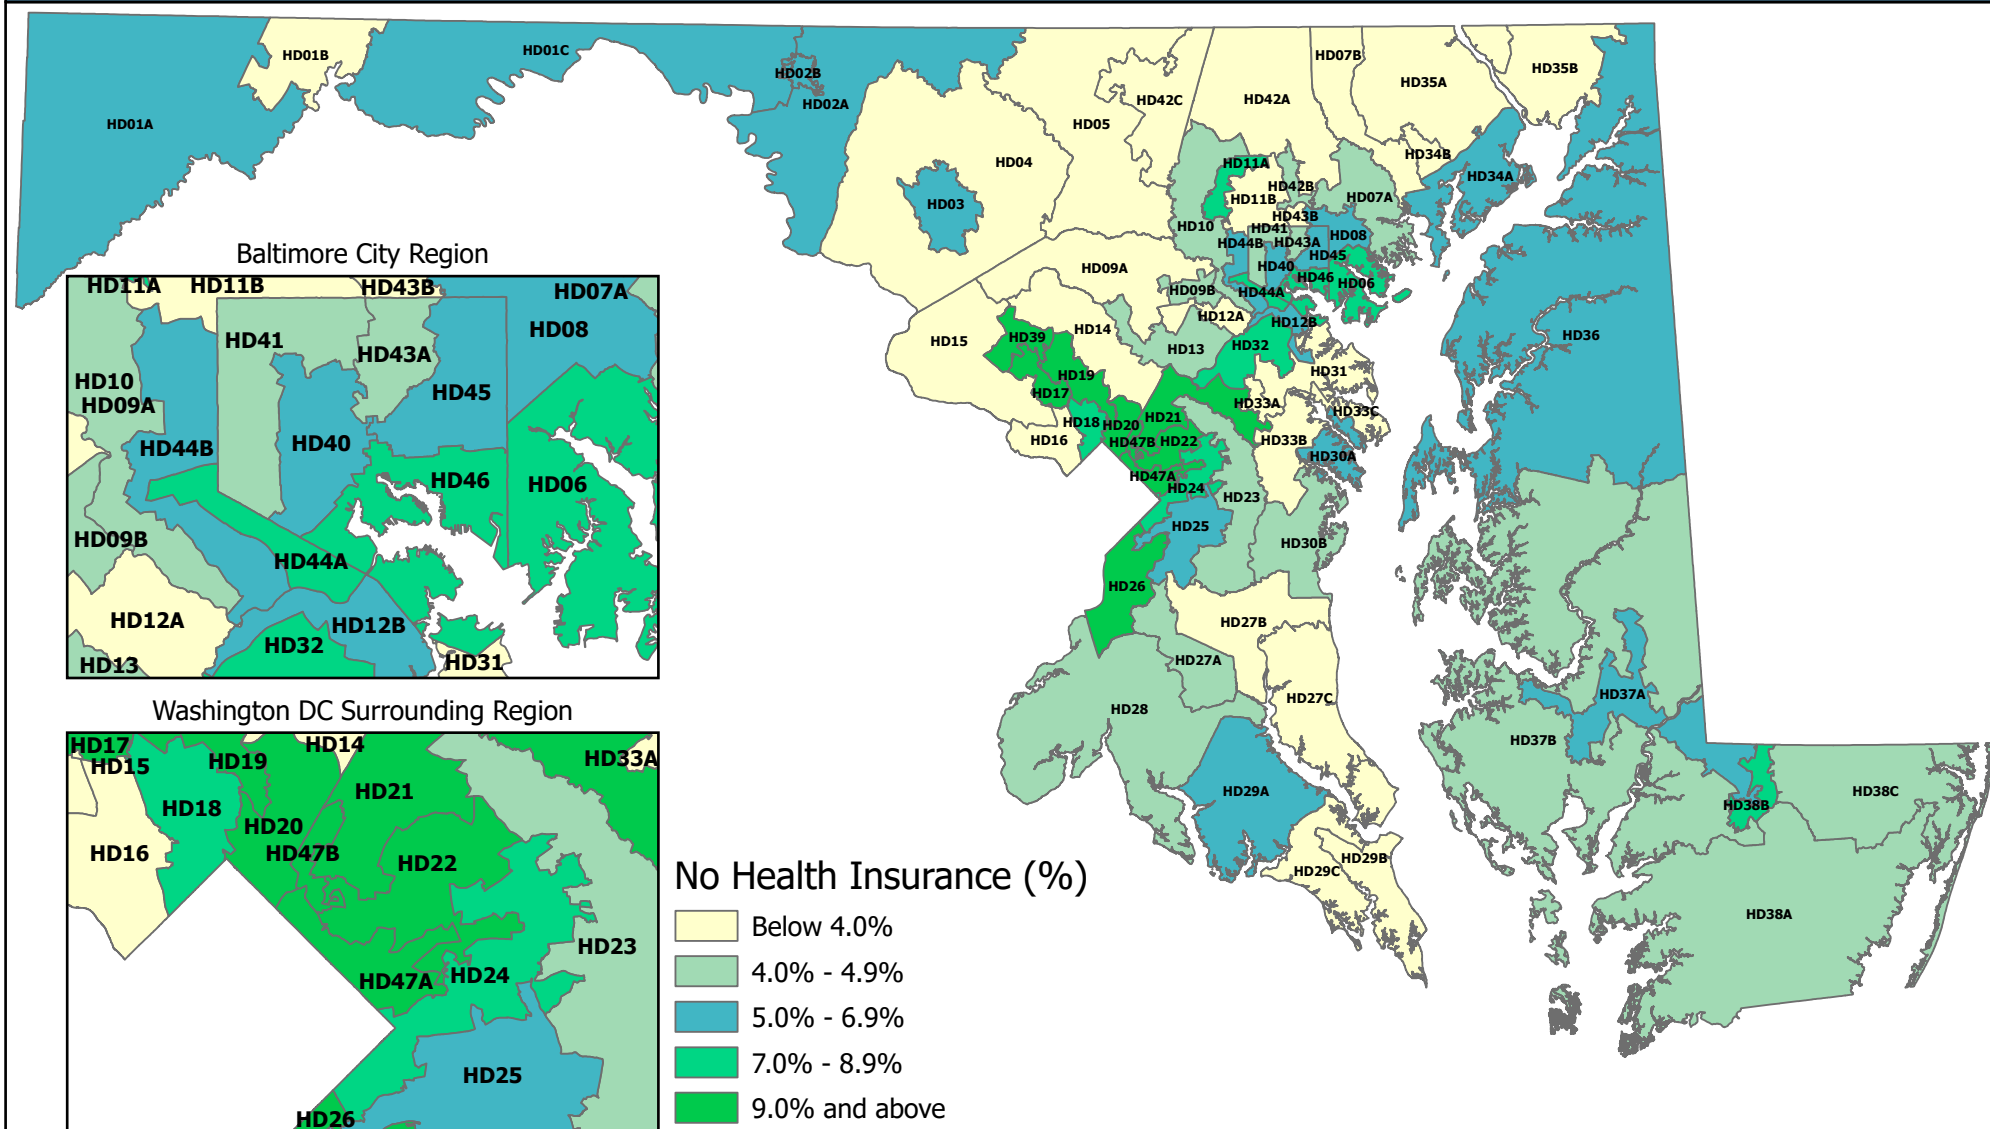 HD01A
HD01B
HD01C
HD02B
HD02A
HD03
HD04
HD05
HD42C
HD42A
HD07B
HD35A
HD35B
HD34B
HD34A
HD11A
HD11B
HD42B
HD07A
HD10
HD43B
HD41
HD44B
HD43A
HD08
HD45
HD40
HD46
HD06
HD44A
HD09A
HD09B
HD12A
HD12B
HD36
HD15
HD14
HD39
HD13
HD32
HD31
HD19
HD17
HD33A
HD33C
HD18
HD20
HD21
HD16
HD47B
HD22
HD33B
HD30A
HD47A
HD24
HD23
HD25
HD30B
HD26
HD27B
HD27A
HD27C
HD28
HD29A
HD29B
HD29C
HD37A
HD37B
HD38B
HD38C
HD38A
Baltimore City Region
HD11A
HD11B
HD43B
HD07A
HD41
HD08
HD43A
HD10
HD09A
HD45
HD44B
HD40
HD46
HD06
HD09B
HD44A
HD12A
HD12B
HD32
HD13
HD31
Washington DC Surrounding Region
HD17
HD14
HD15
HD19
HD33A
HD21
HD18
HD20
HD16
HD47B
HD22
HD23
HD47A
HD24
HD25
HD26
No Health Insurance (%)
Below 4.0%
4.0% - 4.9%
5.0% - 6.9%
7.0% - 8.9%
9.0% and above